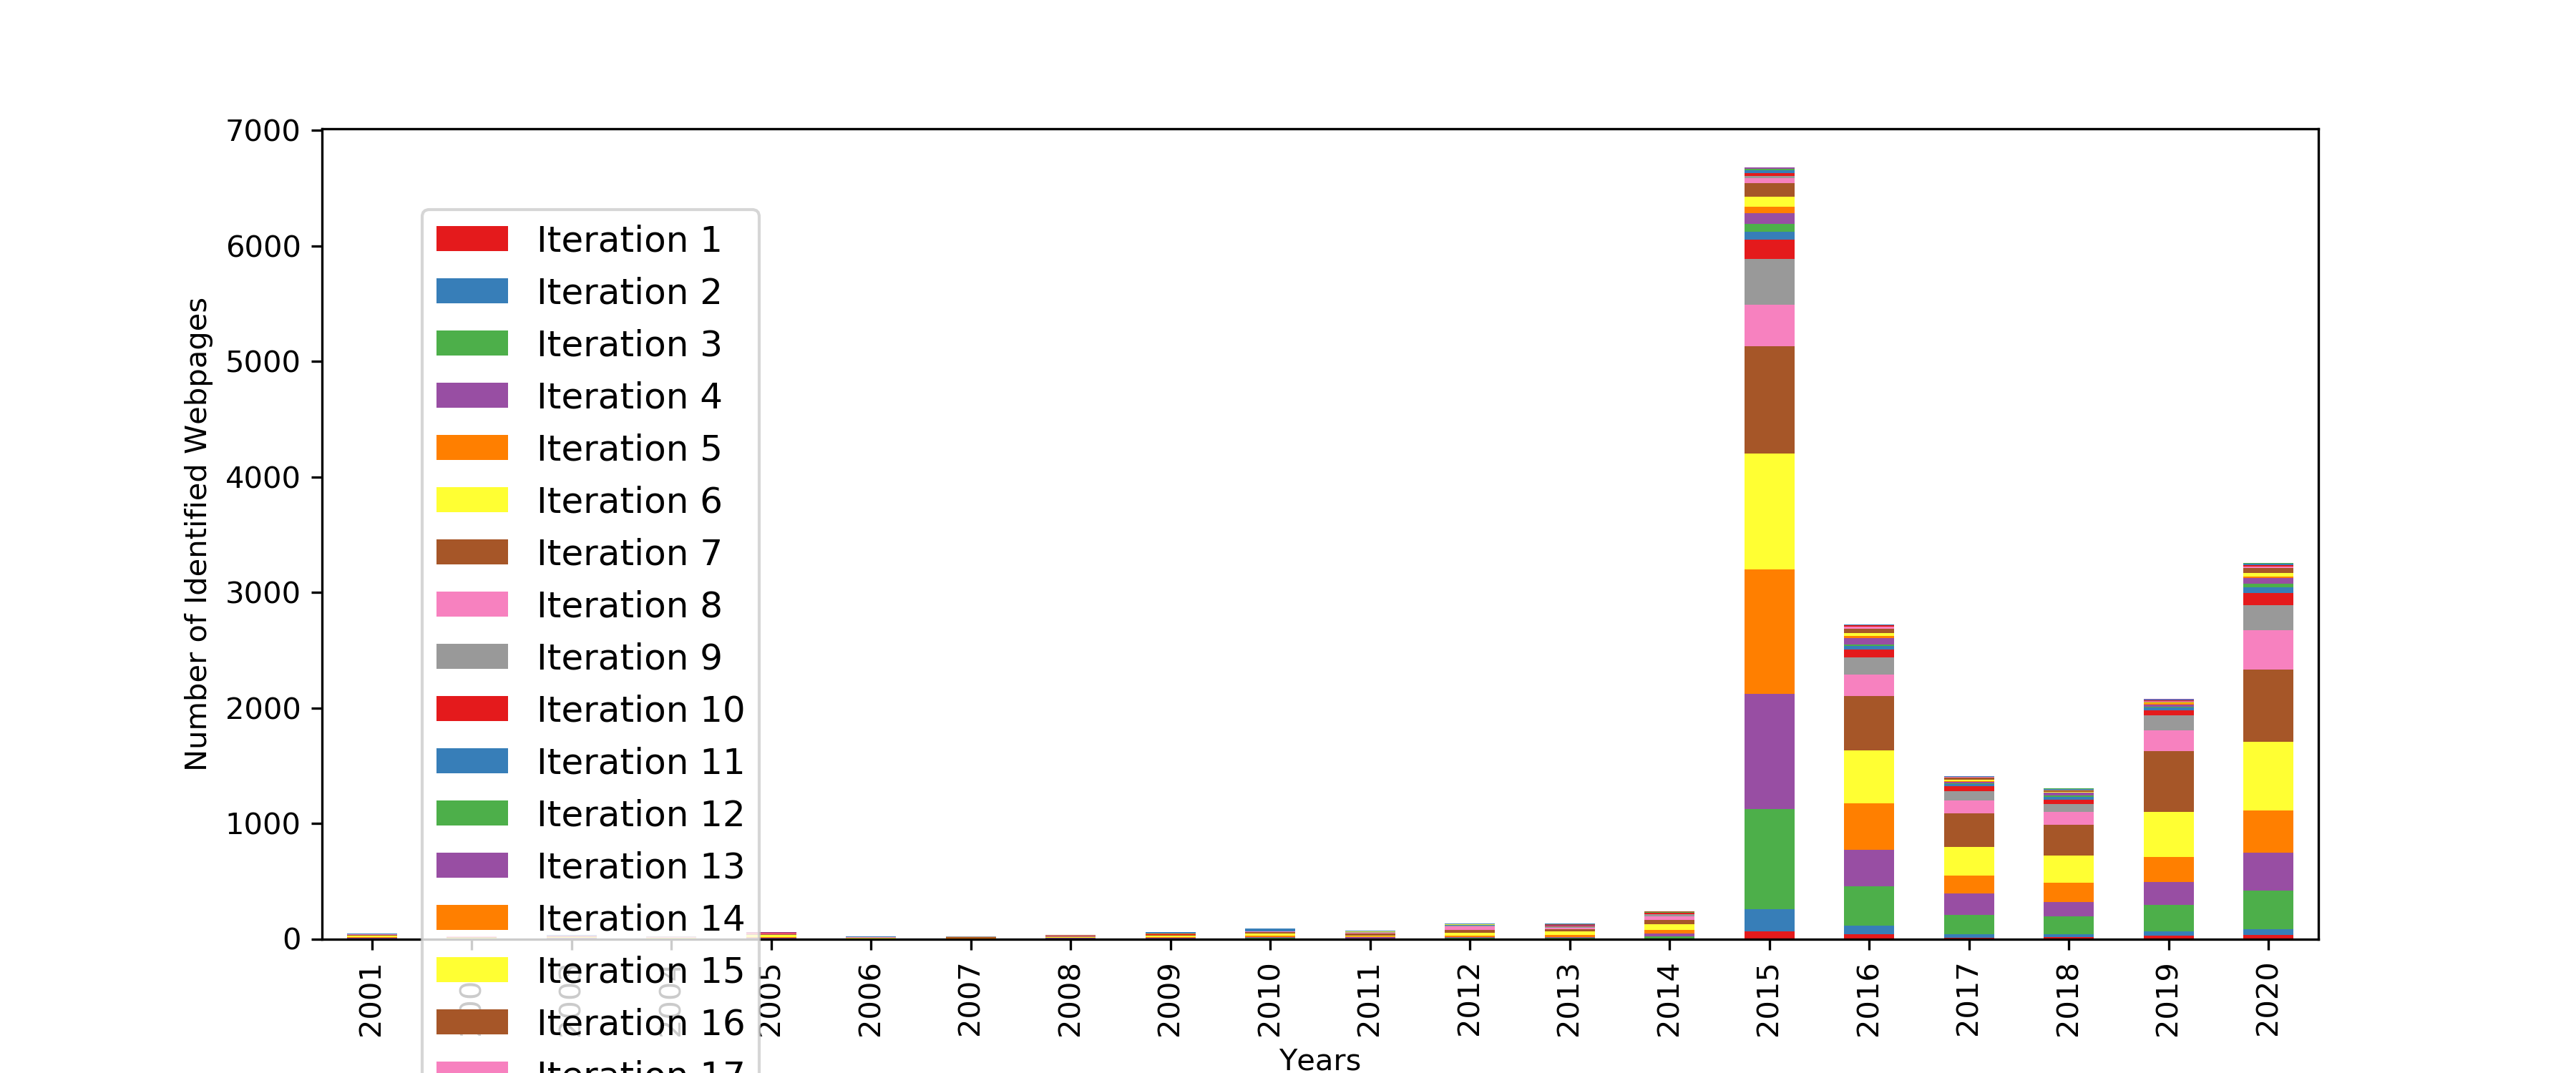 7000
6000
5000
4000
3000
2000
1000
0
Number of Identified Webpages
Iteration 1
Iteration 2
Iteration 3
Iteration 4
Iteration 5
Iteration 6
Iteration 7
Iteration 8
Iteration 9
Iteration 10
Iteration 11
Iteration 12
Iteration 13
Iteration 14
Iteration 15
Iteration 16
Iteration 17
2001
2005
2006
2007
2008
2009
2010
2011
2012
2013
2014
2015
2016
2017
2018
2019
2020
Years